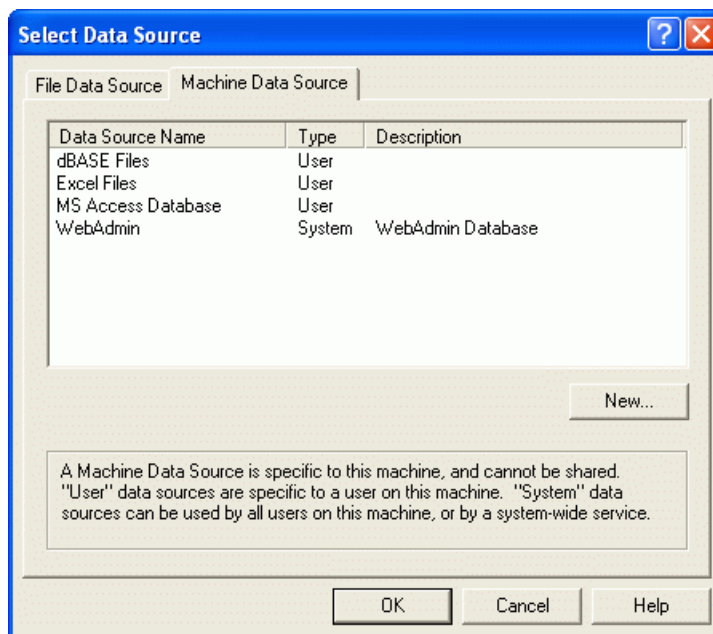 Select Data Source
File Data Source Machine Data Source
Data Source Name Type Description
dBASE Files User
Excel Files User
MS Access Database User
WebAdmin System WebAdmin Database
New...
A Machine Data Source is specific to this machine, and cannot be shared.
"User" data sources are specific to a user on this machine. "System" data
sources can be used by all users on this machine, or by a system-wide service.
OK Cancel Help